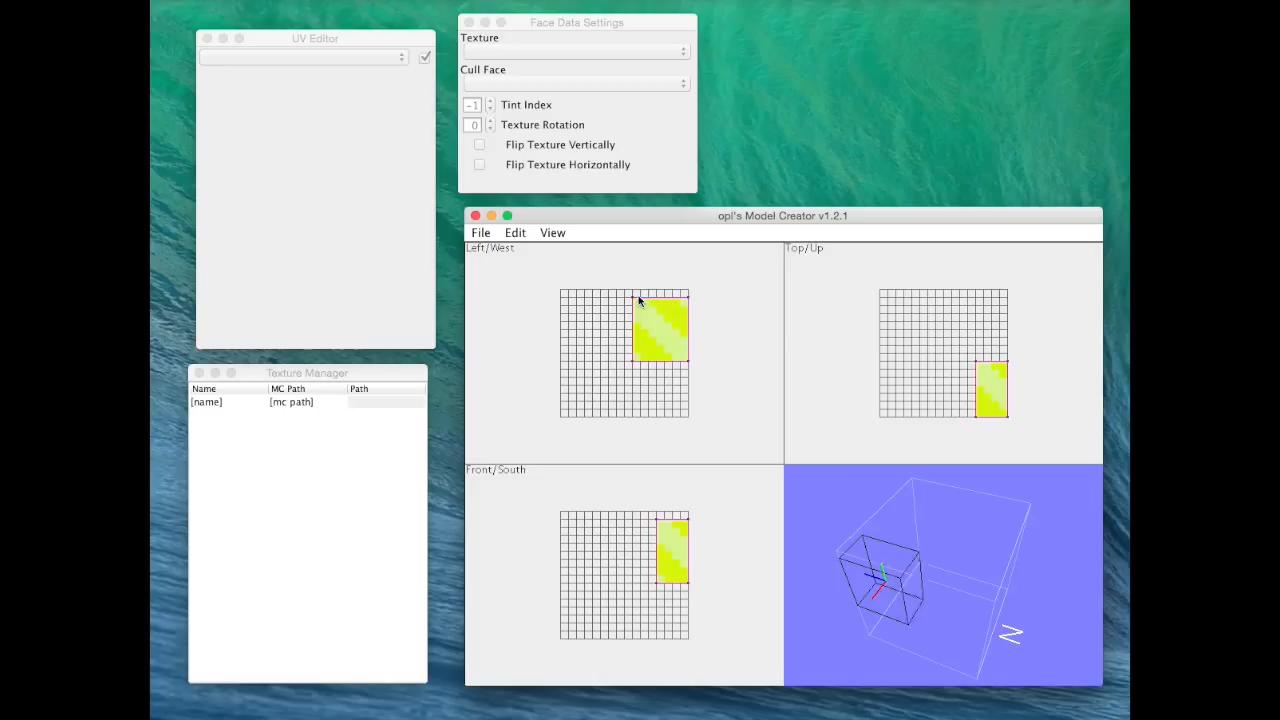 UV Editor
Face Data Settings
Texture
Cull Face
-1 Tint Index
0 Texture Rotation
Flip Texture Vertically
Flip Texture Horizontally
Texture Manager
Name MC Path Path
[name] [mc path]
opl's Model Creator v1.2.1
File Edit View
Left/West
Top/Up
Front/South
N